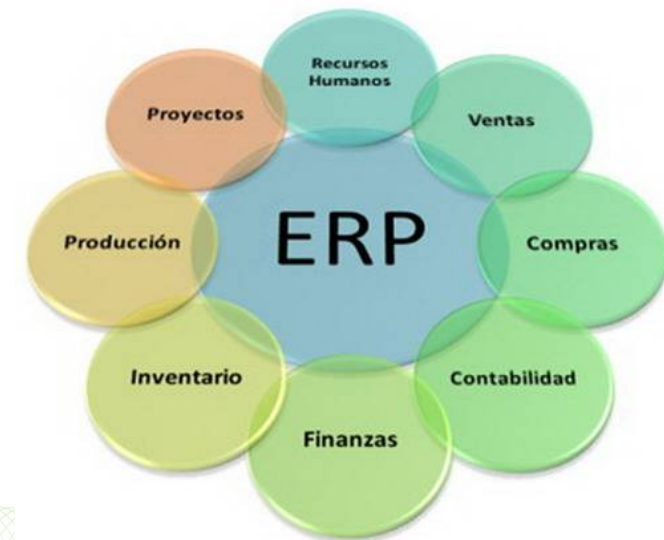 Recursos
Humanos
Proyectos
Ventas
ERP
Producción
Compras
Inventario
Contabilidad
Finanzas